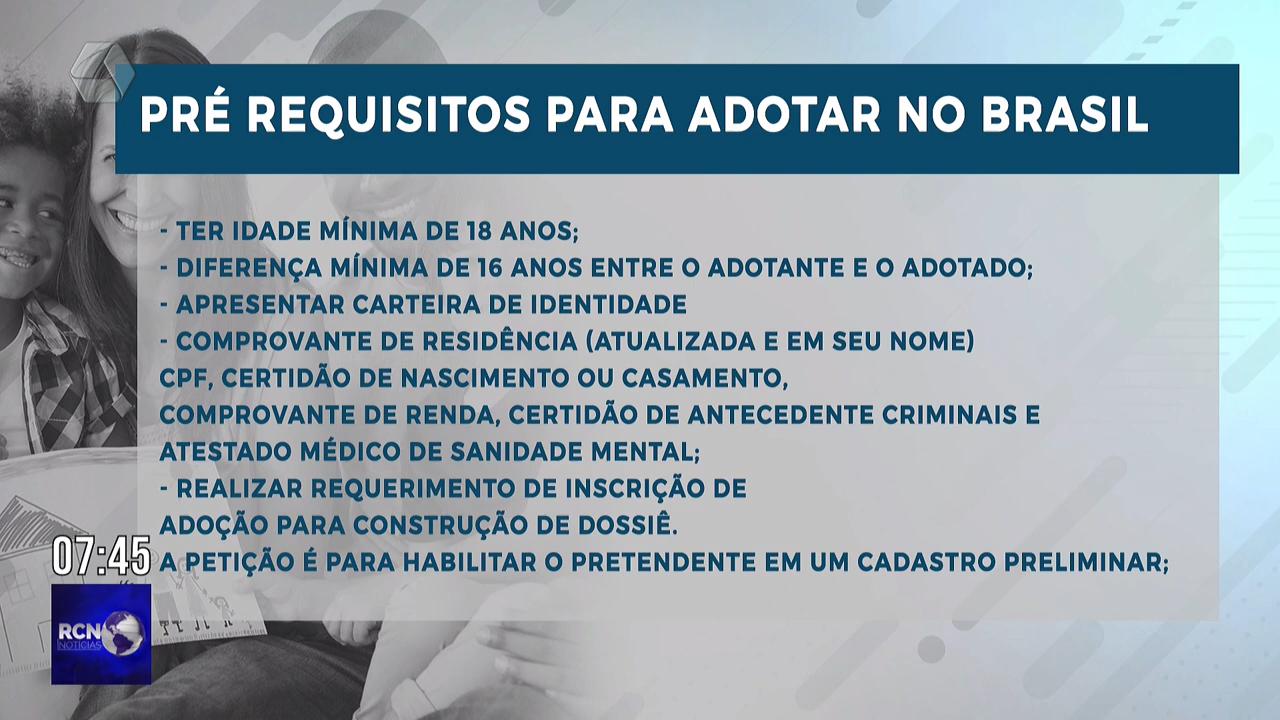 PRÉ REQUISITOS PARA ADOTAR NO BRASIL
- TER IDADE MÍNIMA DE 18 ANOS;
- DIFERENÇA MÍNIMA DE 16 ANOS ENTRE O ADOTANTE E O ADOTADO;
- APRESENTAR CARTEIRA DE IDENTIDADE
- COMPROVANTE DE RESIDÊNCIA (ATUALIZADA E EM SEU NOME)
CPF, CERTIDÃO DE NASCIMENTO OU CASAMENTO,
COMPROVANTE DE RENDA, CERTIDÃO DE ANTECEDENTE CRIMINAIS E
ATESTADO MÉDICO DE SANIDADE MENTAL;
- REALIZAR REQUERIMENTO DE INSCRIÇÃO DE
ADOÇÃO PARA CONSTRUÇÃO DE DOSSIÊ.
A PETIÇÃO É PARA HABILITAR O PRETENDENTE EM UM CADASTRO PRELIMINAR;
07:45
RCN
NOTÍCIAS